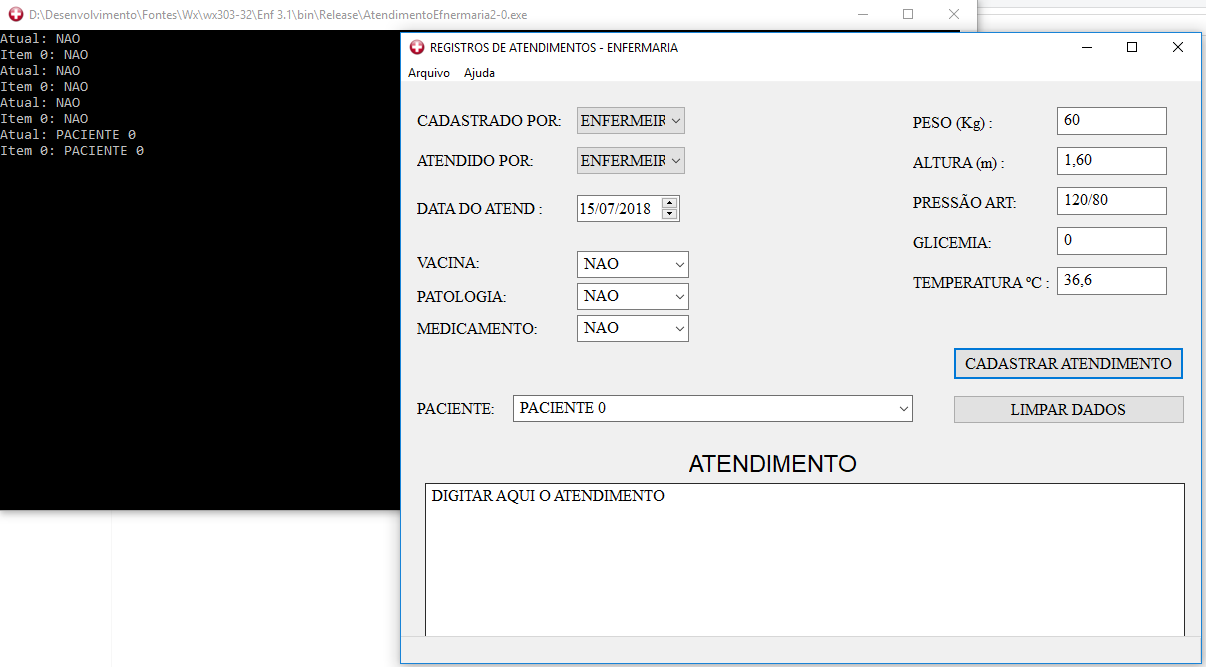 D:\Desenvolvimento\Fontes\Wx\wx303-32\Enf 3.1\bin\Release\AtendimentoEfnermaria2-0.exe
Atual: NAO
Item 0: NAO
Atual: NAO
Item 0: NAO
Atual: NAO
Item 0: NAO
Atual: PACIENTE 0
Item 0: PACIENTE 0
REGISTROS DE ATENDIMENTOS - ENFERMARIA
Arquivo Ajuda
CADASTRADO POR: ENFERMEIR
ATENDIDO POR: ENFERMEIR
DATA DO ATEND : 15/07/2018
VACINA: NAO
PATOLOGIA: NAO
MEDICAMENTO: NAO
PESO (Kg) : 60
ALTURA (m) : 1,60
PRESSÃO ART: 120/80
GLICEMIA: 0
TEMPERATURA ºC : 36,6
CADASTRAR ATENDIMENTO
PACIENTE: PACIENTE 0
LIMPAR DADOS
ATENDIMENTO
DIGITAR AQUI O ATENDIMENTO